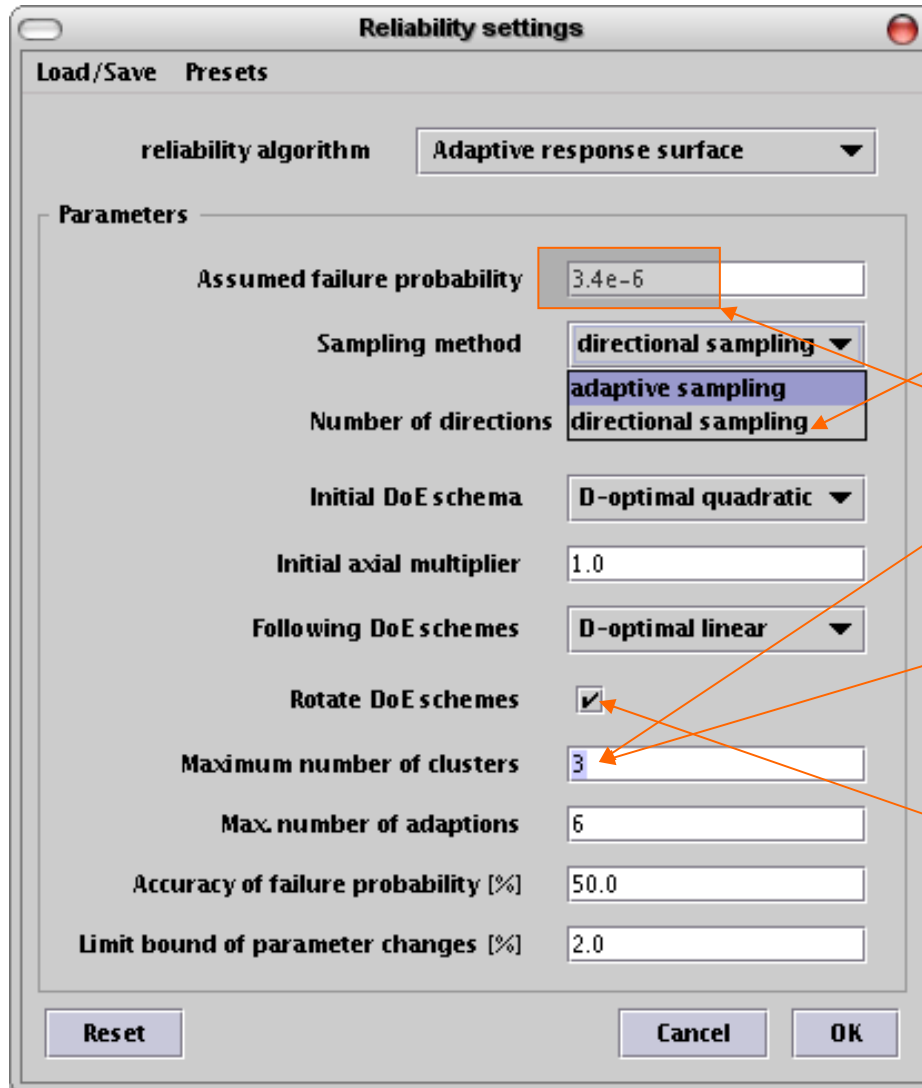 Reliability settings
Load/Save Presets
reliability algorithm Adaptive response surface
Parameters
Assumed failure probability 3.4e-6
Sampling method directional sampling
adaptive sampling
Number of directions directional sampling
Initial DoE schema D-optimal quadratic
Initial axial multiplier 1.0
Following DoE schemes D-optimal linear
Rotate DoE schemes
Maximum number of clusters 3
Max. number of adaptions 6
Accuracy of failure probability [%] 50.0
Limit bound of parameter changes [%] 2.0
Reset Cancel OK